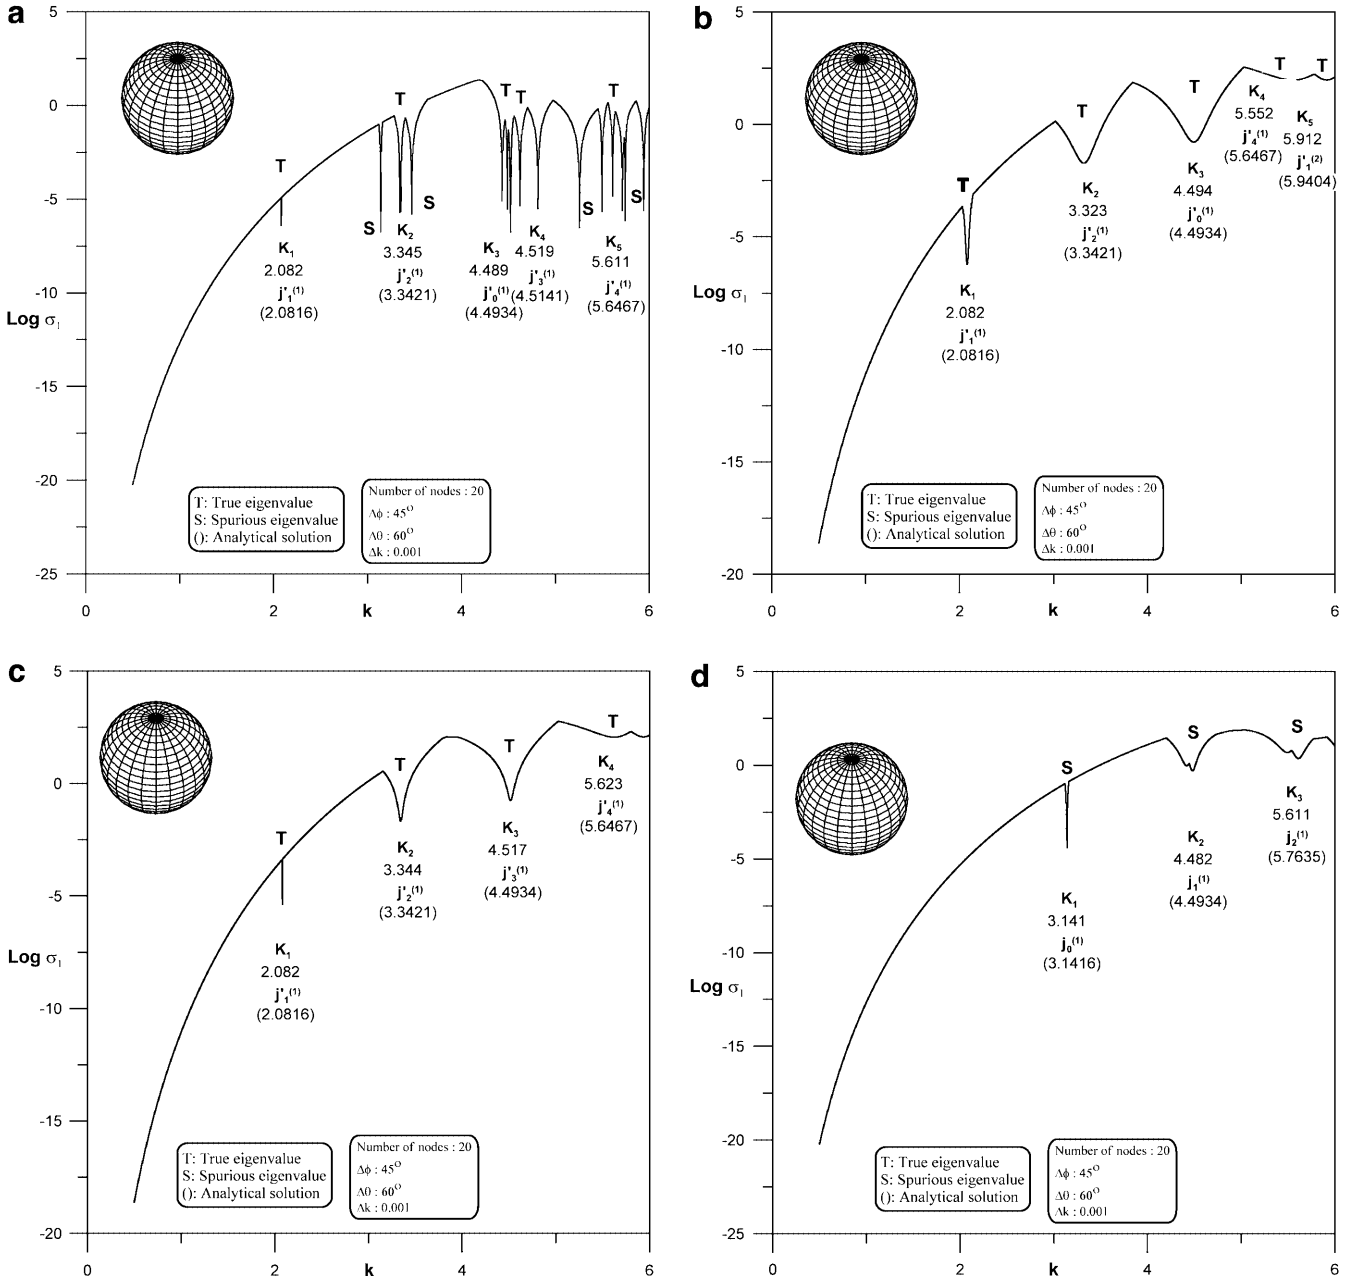 a
5
0
-5
-10
-15
-20
-25
Log σ₁
T
T
T
T
T
S
S
S
S
K₁
2.082
j'₁⁽¹⁾
(2.0816)
K₂
3.345
j'₂⁽¹⁾
(3.3421)
K₃
4.489
j'₀⁽¹⁾
(4.4934)
K₄
4.519
j'₃⁽¹⁾
(4.5141)
K₅
5.611
j'₄⁽¹⁾
(5.6467)
T: True eigenvalue
S: Spurious eigenvalue
(): Analytical solution
Number of nodes : 20
Δϕ : 45ᴼ
Δθ : 60ᴼ
Δk : 0.001
0
2
k
4
6
b
5
0
-5
-10
-15
-20
Log σ₁
T
T
T
T
T
K₁
2.082
j'₁⁽¹⁾
(2.0816)
K₂
3.323
j'₂⁽¹⁾
(3.3421)
K₃
4.494
j'₀⁽¹⁾
(4.4934)
K₄
5.552
j'₄⁽¹⁾
(5.6467)
K₅
5.912
j'₁⁽²⁾
(5.9404)
T: True eigenvalue
S: Spurious eigenvalue
(): Analytical solution
Number of nodes : 20
Δϕ : 45ᴼ
Δθ : 60ᴼ
Δk : 0.001
0
2
k
4
6
c
5
0
-5
-10
-15
-20
Log σ₁
T
T
T
T
K₁
2.082
j'₁⁽¹⁾
(2.0816)
K₂
3.344
j'₂⁽¹⁾
(3.3421)
K₃
4.517
j'₃⁽¹⁾
(4.4934)
K₄
5.623
j'₄⁽¹⁾
(5.6467)
T: True eigenvalue
S: Spurious eigenvalue
(): Analytical solution
Number of nodes : 20
Δϕ : 45ᴼ
Δθ : 60ᴼ
Δk : 0.001
0
2
k
4
6
d
5
0
-5
-10
-15
-20
-25
Log σ₁
S
S
S
K₁
3.141
j₀⁽¹⁾
(3.1416)
K₂
4.482
j₁⁽¹⁾
(4.4934)
K₃
5.611
j₂⁽¹⁾
(5.7635)
T: True eigenvalue
S: Spurious eigenvalue
(): Analytical solution
Number of nodes : 20
Δϕ : 45ᴼ
Δθ : 60ᴼ
Δk : 0.001
0
2
k
4
6